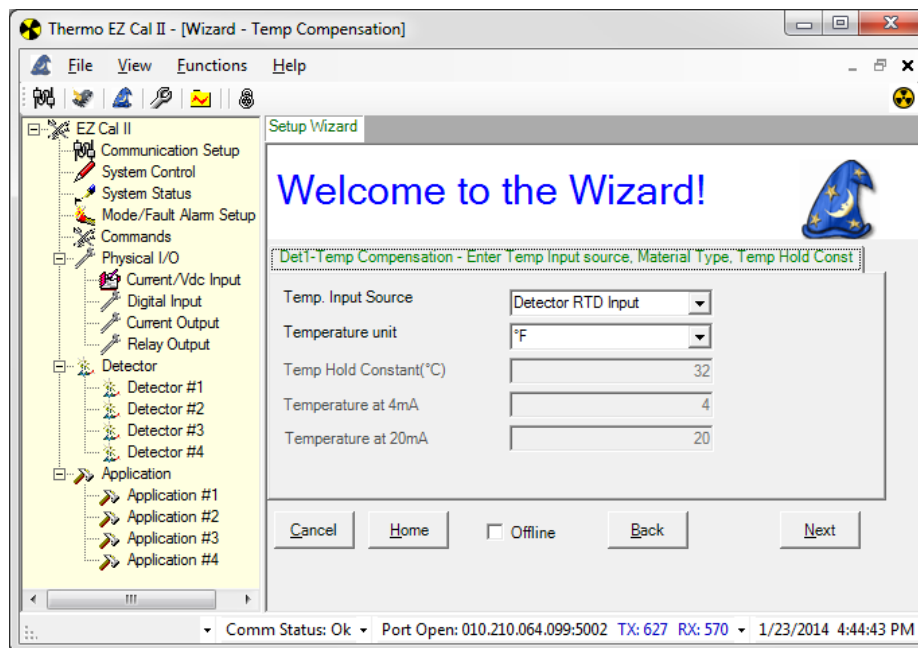 Thermo EZ Cal II - [Wizard - Temp Compensation]
File View Functions Help
EZ Cal II
Communication Setup
System Control
System Status
Mode/Fault Alarm Setup
Commands
Physical I/O
Current/Vdc Input
Digital Input
Current Output
Relay Output
Detector
Detector #1
Detector #2
Detector #3
Detector #4
Application
Application #1
Application #2
Application #3
Application #4
Setup Wizard
Welcome to the Wizard!
Det1-Temp Compensation - Enter Temp Input source, Material Type, Temp Hold Const
Temp. Input Source Detector RTD Input
Temperature unit °F
Temp Hold Constant(°C) 32
Temperature at 4mA 4
Temperature at 20mA 20
Cancel Home Offline Back Next
Comm Status: Ok Port Open: 010.210.064.099:5002 TX: 627 RX: 570 1/23/2014 4:44:43 PM